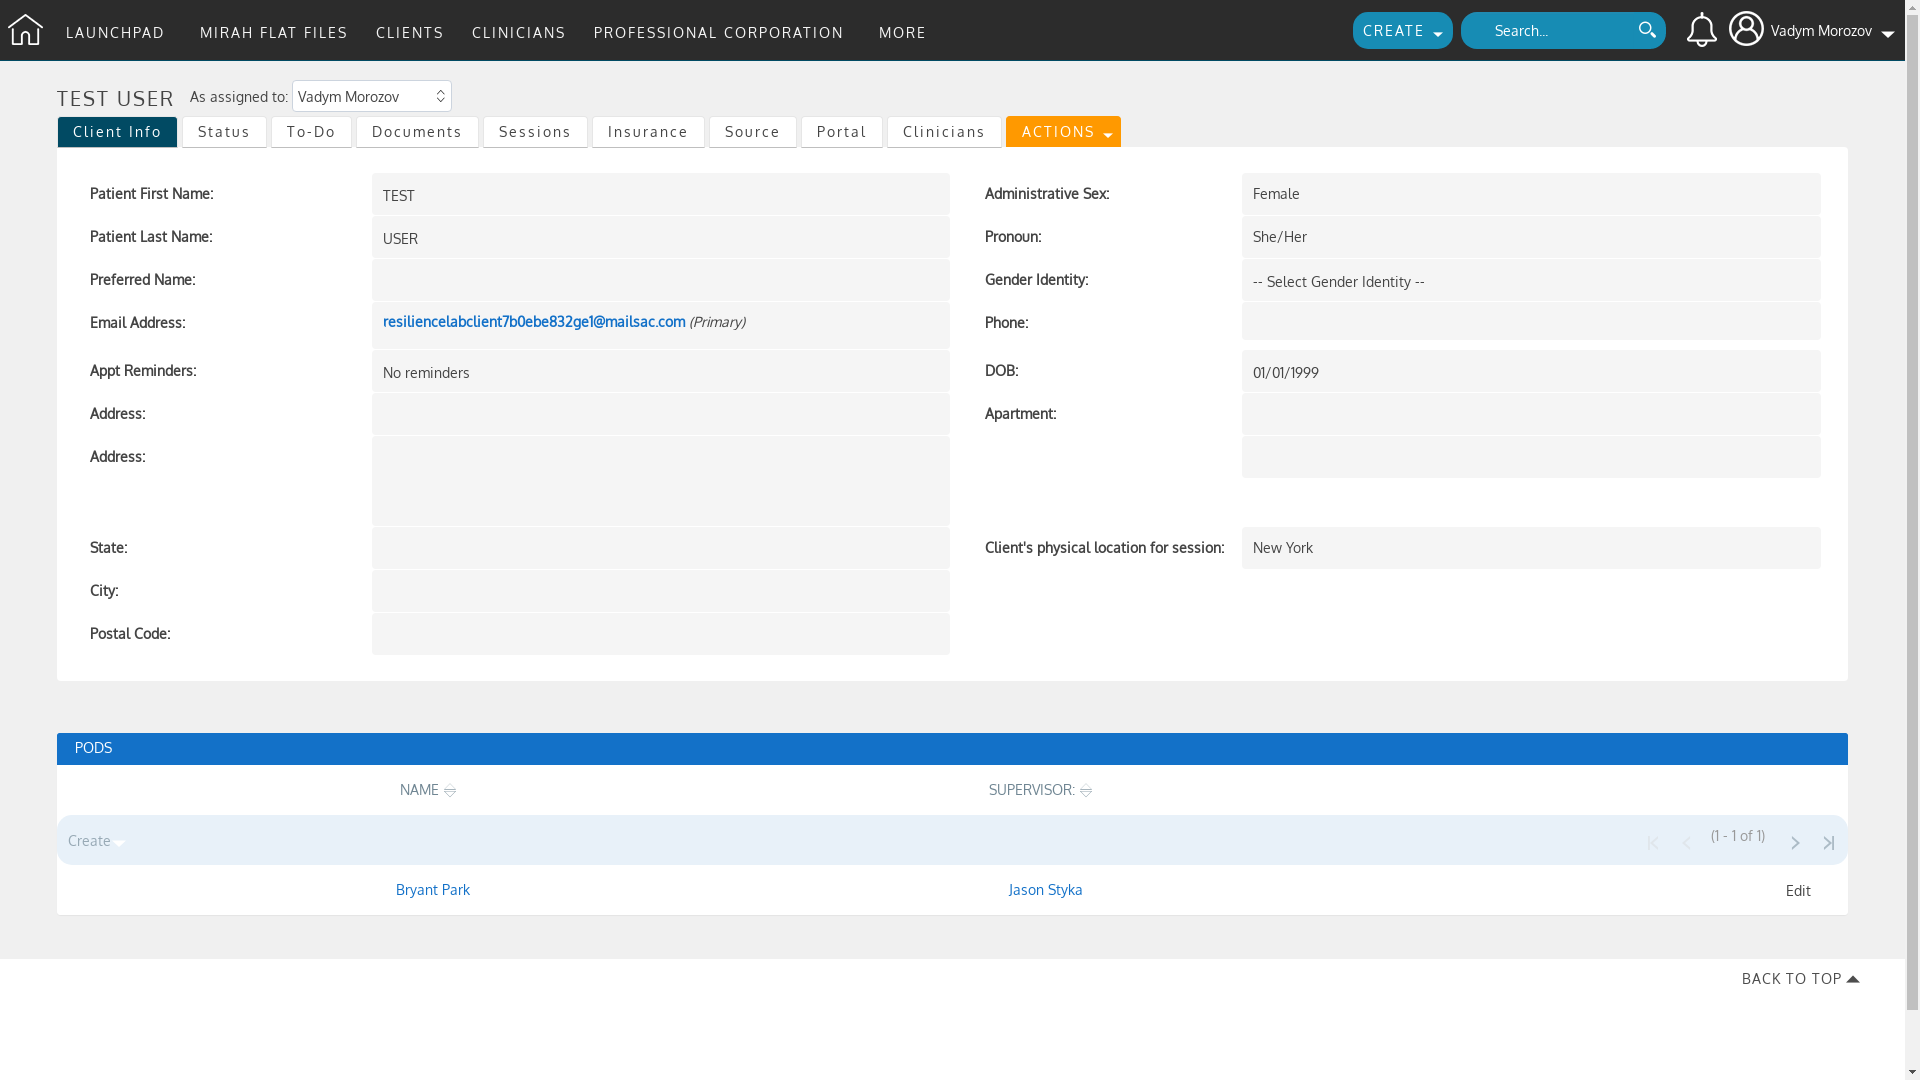 LAUNCHPAD MIRAH FLAT FILES CLIENTS CLINICIANS PROFESSIONAL CORPORATION MORE CREATE Search... Vadym Morozov
TEST USER As assigned to: Vadym Morozov
Client Info Status To-Do Documents Sessions Insurance Source Portal Clinicians ACTIONS
Patient First Name: TEST Administrative Sex: Female
Patient Last Name: USER Pronoun: She/Her
Preferred Name: Gender Identity: -- Select Gender Identity --
Email Address: resiliencelabclient7b0ebe832ge1@mailsac.com (Primary) Phone:
Appt Reminders: No reminders DOB: 01/01/1999
Address: Apartment:
Address:
State: Client's physical location for session: New York
City:
Postal Code:
PODS
NAME SUPERVISOR:
Create (1 - 1 of 1)
Bryant Park Jason Styka Edit
BACK TO TOP